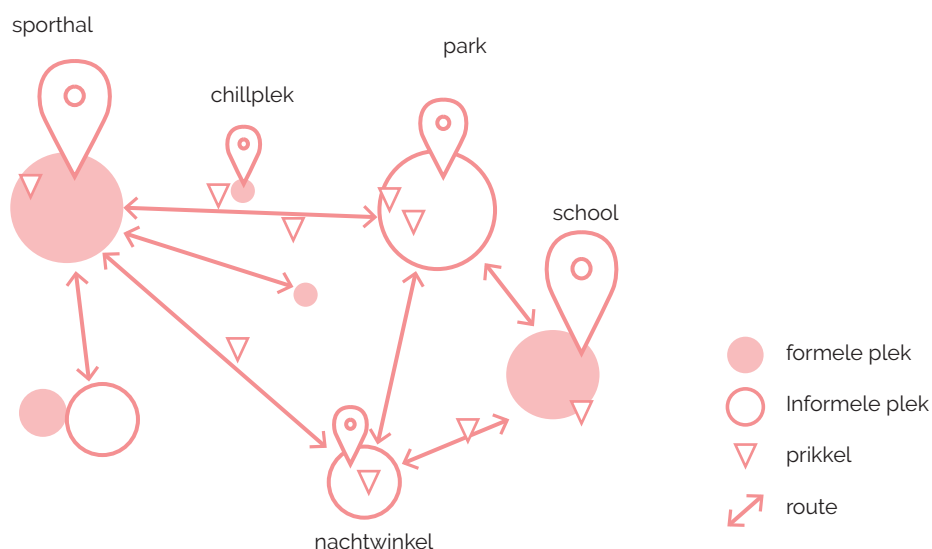 sporthal
park
chillplek
school
formele plek
Informele plek
prikkel
route
nachtwinkel